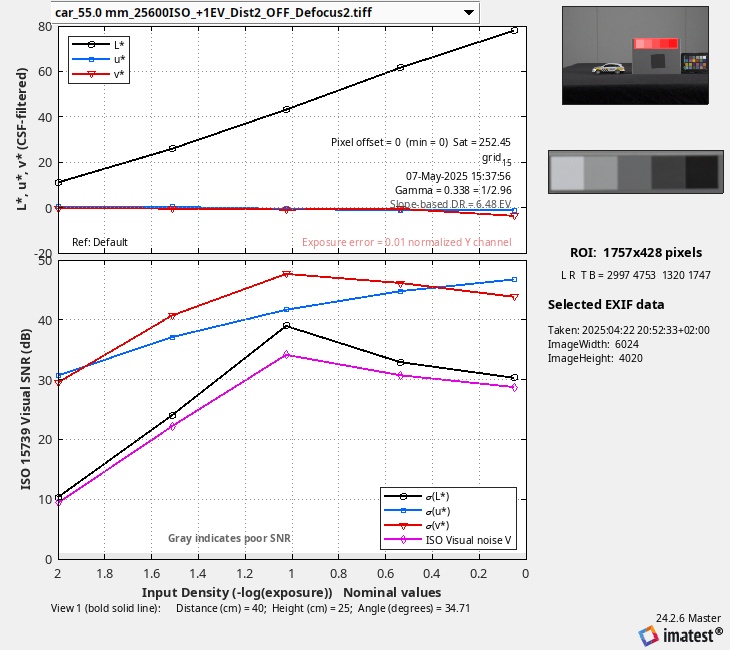 car_55.0 mm_25600ISO_+1EV_Dist2_OFF_Defocus2.tiff
L*, u*, v* (CSF-filtered)
80
60
40
20
0
-20
L*
u*
v*
Pixel offset = 0 (min = 0) Sat = 252.45
grid_15
07-May-2025 15:37:56
Gamma = 0.338 = 1/2.96
Slope-based DR = 6.48 EV
Ref: Default
Exposure error = 0.01 normalized Y channel
ISO 15739 Visual SNR (dB)
50
40
30
20
10
0
σ(L*)
σ(u*)
σ(v*)
ISO Visual noise V
Gray indicates poor SNR
2 1.8 1.6 1.4 1.2 1 0.8 0.6 0.4 0.2 0
Input Density (-log(exposure)) Nominal values
View 1 (bold solid line): Distance (cm) = 40; Height (cm) = 25; Angle (degrees) = 34.71
ROI: 1757x428 pixels
L R T B = 2997 4753 1320 1747
Selected EXIF data
Taken: 2025:04:22 20:52:33+02:00
ImageWidth: 6024
ImageHeight: 4020
24.2.6 Master
imatest®